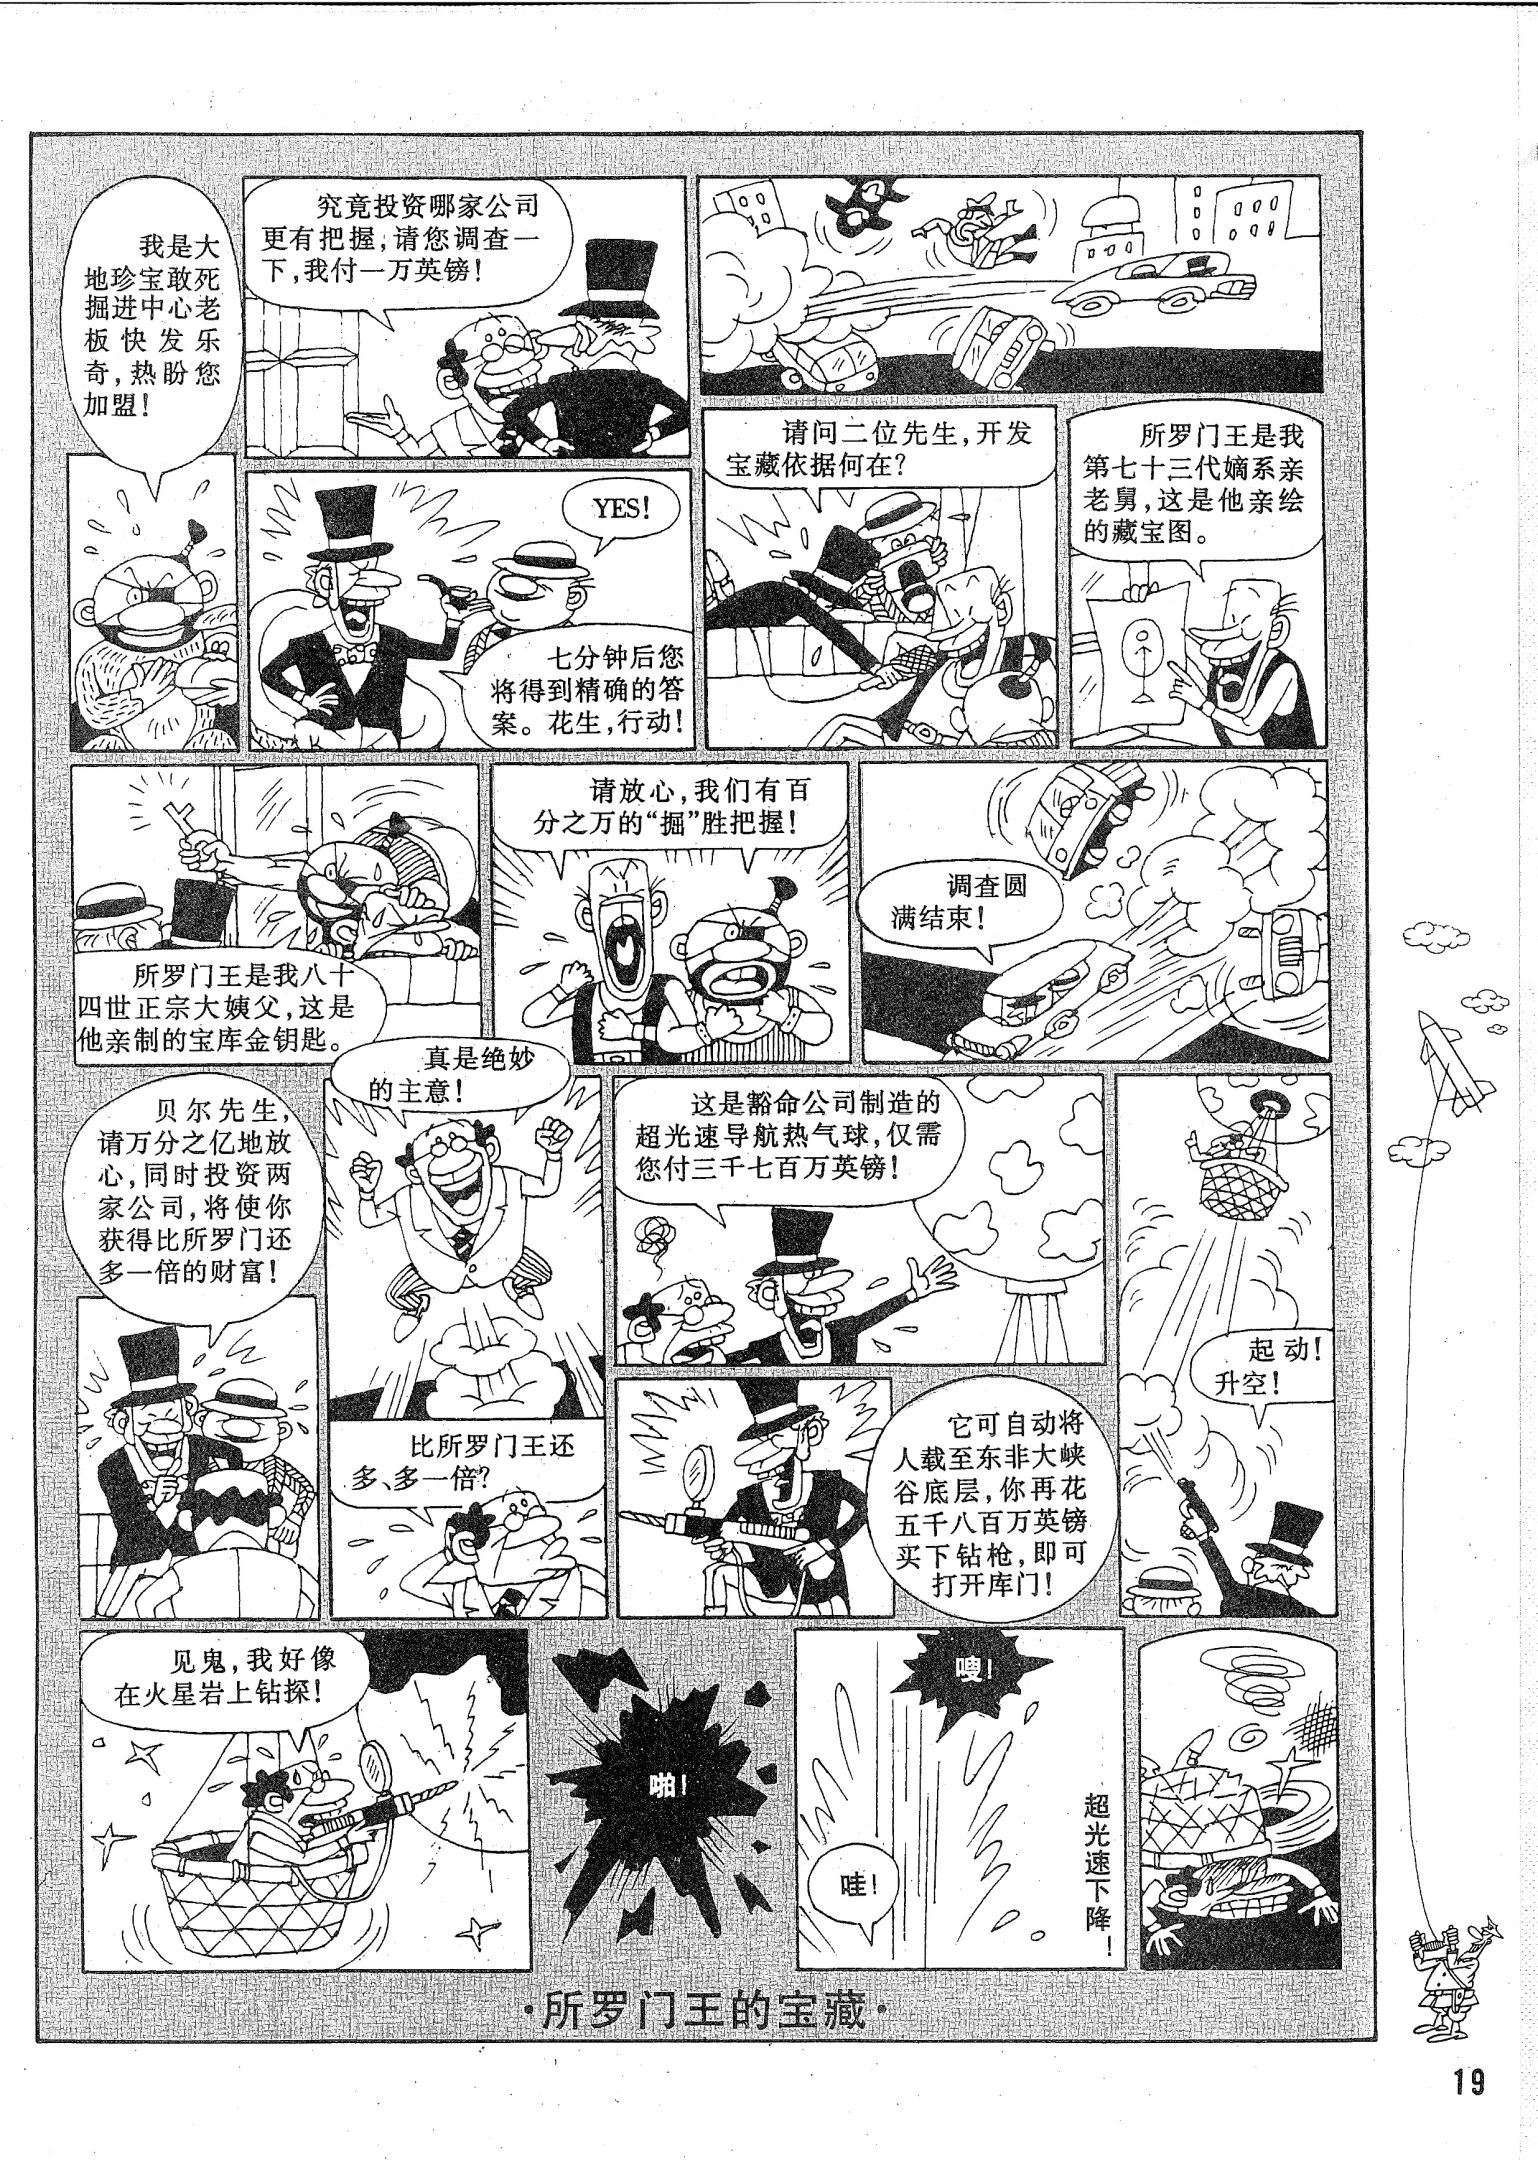 我是大
地珍宝敢死
掘进中心老
板快发乐
奇，热盼您
加盟！
究竟投资哪家公司
更有把握，请您调查一
下，我付一万英镑！
YES！
七分钟后您
将得到精确的答
案。花生，行动！
请问二位先生，开发
宝藏依据何在？
所罗门王是我
第七十三代嫡系亲
老舅，这是他亲绘
的藏宝图。
所罗门王是我八十
四世正宗大姨父，这是
他亲制的宝库金钥匙。
请放心，我们有百
分之万的“掘”胜把握！
调查圆
满结束！
贝尔先生，
请万分之亿地放
心，同时投资两
家公司，将使你
获得比所罗门还
多一倍的财富！
真是绝妙
的主意！
比所罗门王还
多、多一倍？
这是豁命公司制造的
超光速导航热气球，仅需
您付三千七百万英镑！
它可自动将
人载至东非大峡
谷底层，你再花
五千八百万英镑
买下钻枪，即可
打开库门！
起动！
升空！
见鬼，我好像
在火星岩上钻探！
啪！
嗖！
哇！
超光速下降！
·所罗门王的宝藏·
19